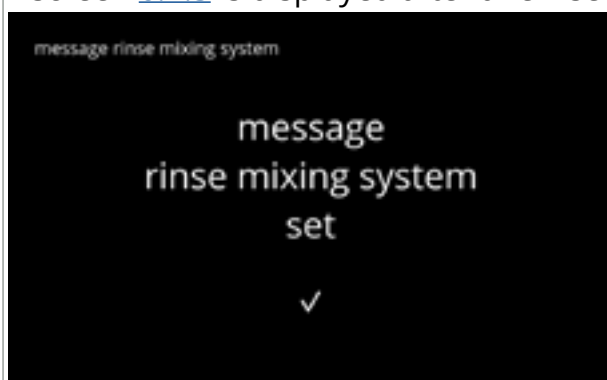 message rinse mixing system
message
rinse mixing system
set
✓